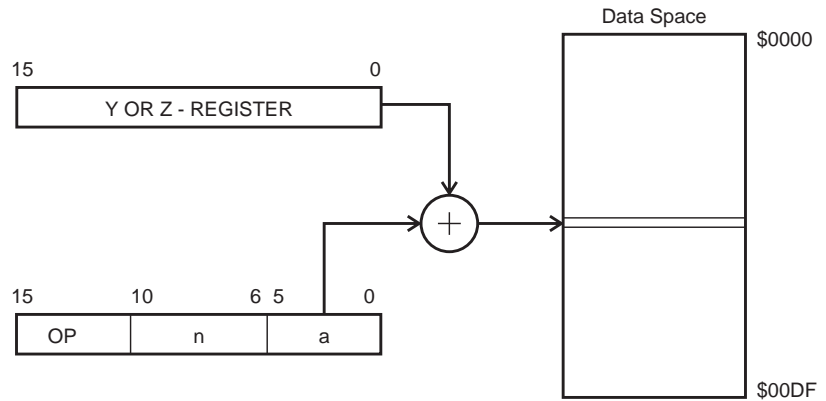 Data Space
$0000
15 0
Y OR Z - REGISTER
+
15 10 6 5 0
OP n a
$00DF